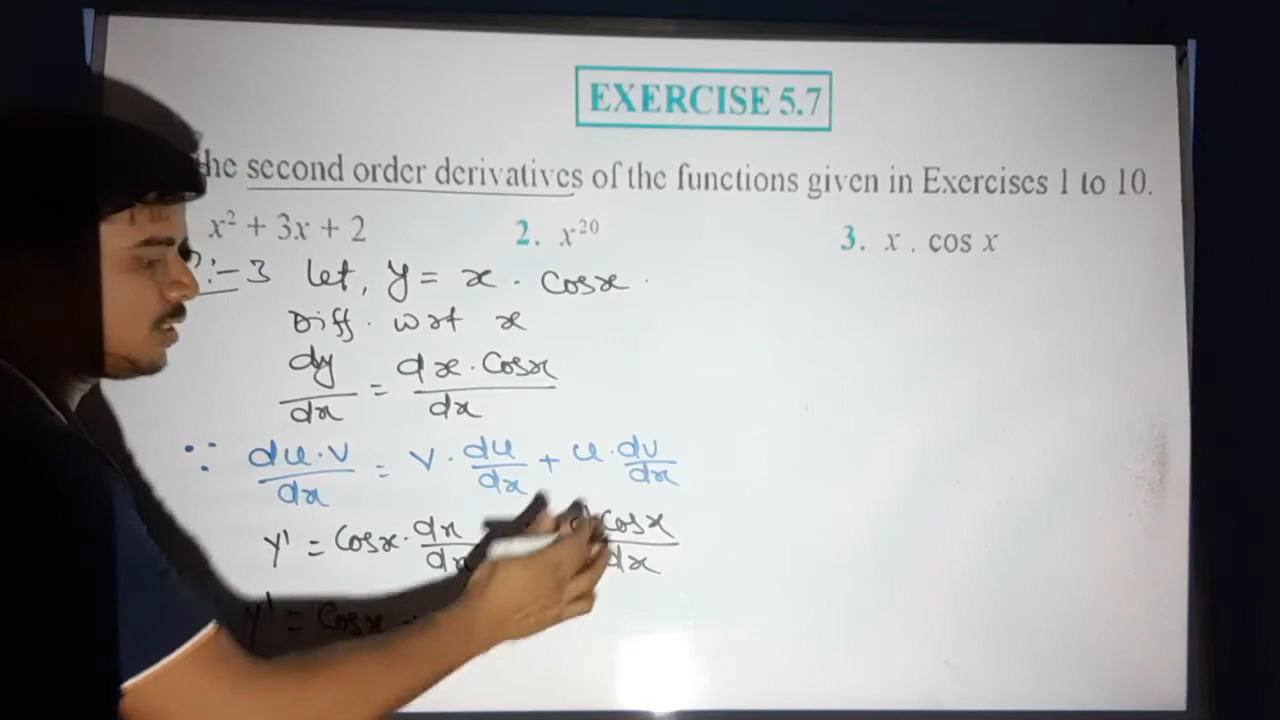 EXERCISE 5.7
he second order derivatives of the functions given in Exercises 1 to 10.
x² + 3x + 2 2. x²⁰ 3. x . cos x
:- 3 let, y = x . Cosx .
Diff. wrt x
dy/dx = dx.Cosx/dx
∵ du.v/dx = v.du/dx + u.dv/dx
y' = Cosx.dx/dx dCosx/dx
y' = Cosx